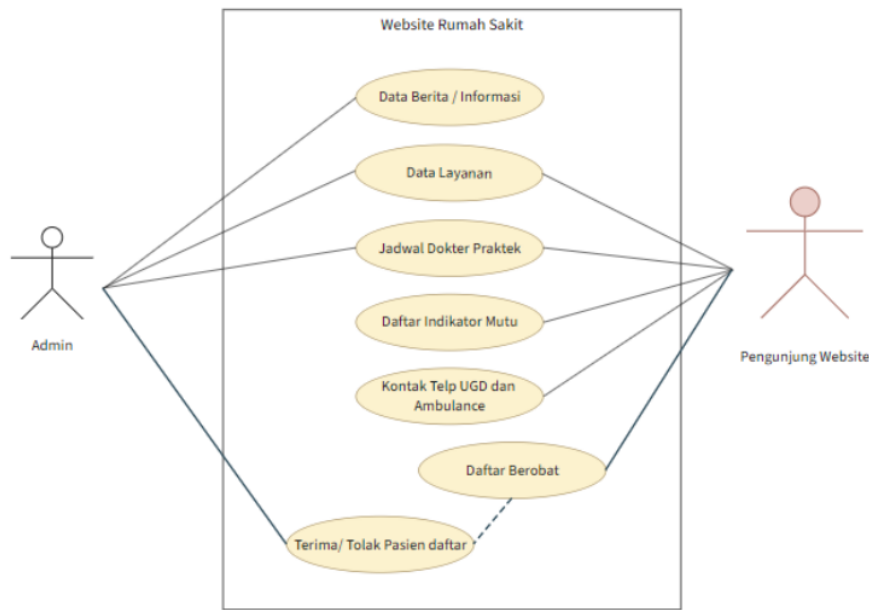 Website Rumah Sakit
Data Berita / Informasi
Data Layanan
Jadwal Dokter Praktek
Admin
Daftar Indikator Mutu
Pengunjung Website
Kontak Telp UGD dan
Ambulance
Daftar Berobat
Terima/ Tolak Pasien daftar